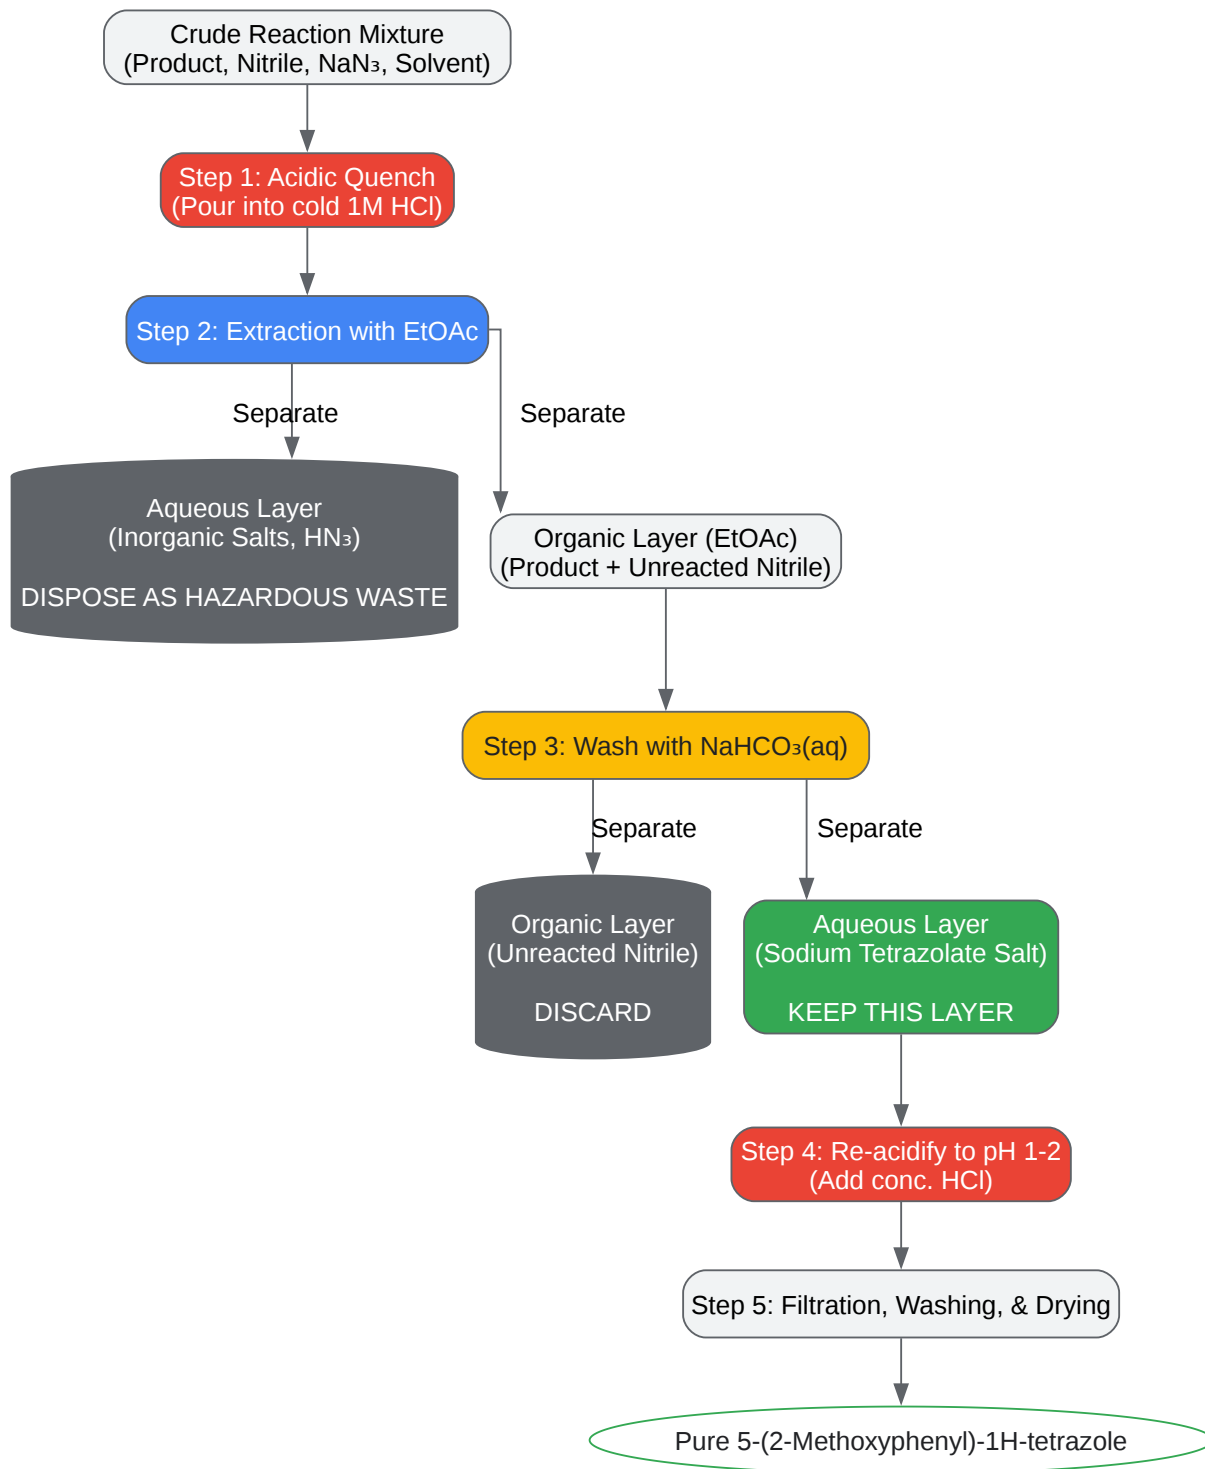 Crude Reaction Mixture
(Product, Nitrile, NaN₃, Solvent)
Step 1: Acidic Quench
(Pour into cold 1M HCl)
Step 2: Extraction with EtOAc
Separate
Separate
Aqueous Layer
(Inorganic Salts, HN₃)
DISPOSE AS HAZARDOUS WASTE
Organic Layer (EtOAc)
(Product + Unreacted Nitrile)
Step 3: Wash with NaHCO₃(aq)
Separate
Separate
Organic Layer
(Unreacted Nitrile)
DISCARD
Aqueous Layer
(Sodium Tetrazolate Salt)
KEEP THIS LAYER
Step 4: Re-acidify to pH 1-2
(Add conc. HCl)
Step 5: Filtration, Washing, & Drying
Pure 5-(2-Methoxyphenyl)-1H-tetrazole